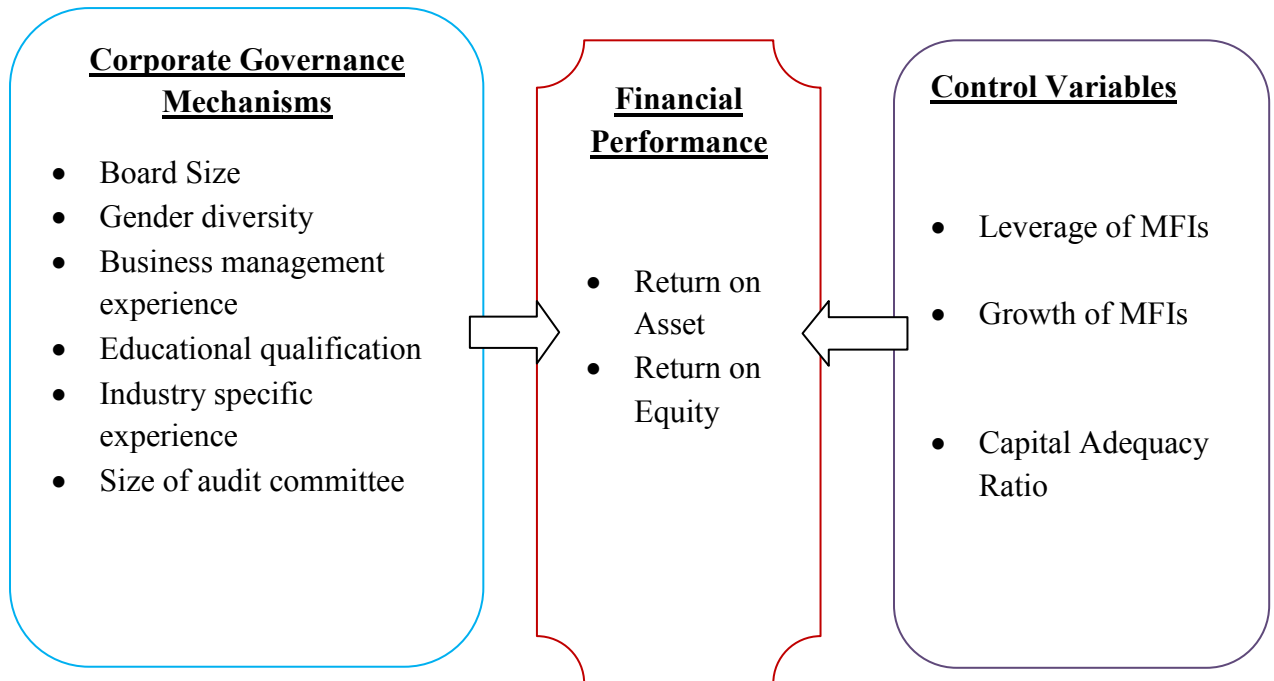 Corporate Governance
Mechanisms
• Board Size
• Gender diversity
• Business management
experience
• Educational qualification
• Industry specific
experience
• Size of audit committee
Financial
Performance
• Return on
Asset
• Return on
Equity
Control Variables
• Leverage of MFIs
• Growth of MFIs
• Capital Adequacy
Ratio